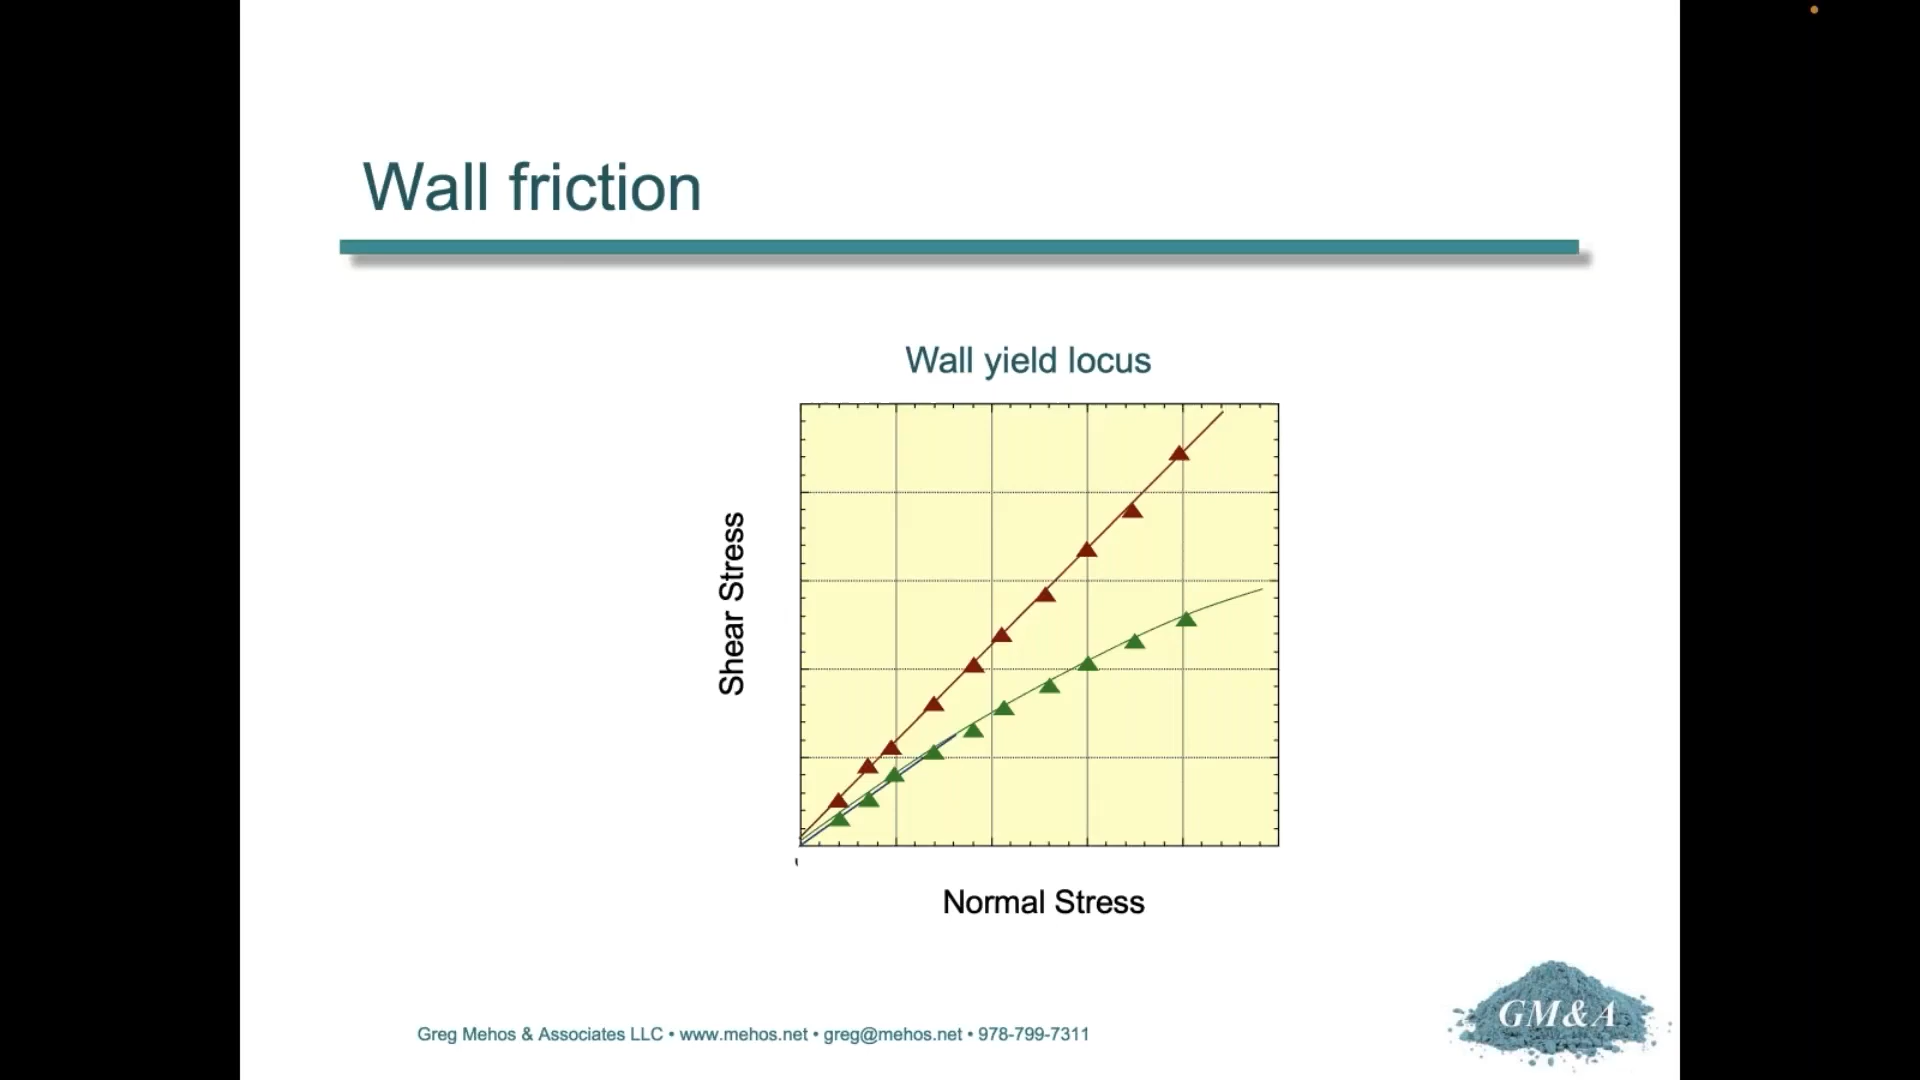 Wall friction
Wall yield locus
Shear Stress
Normal Stress
Greg Mehos & Associates LLC • www.mehos.net • greg@mehos.net • 978-799-7311
GM&A